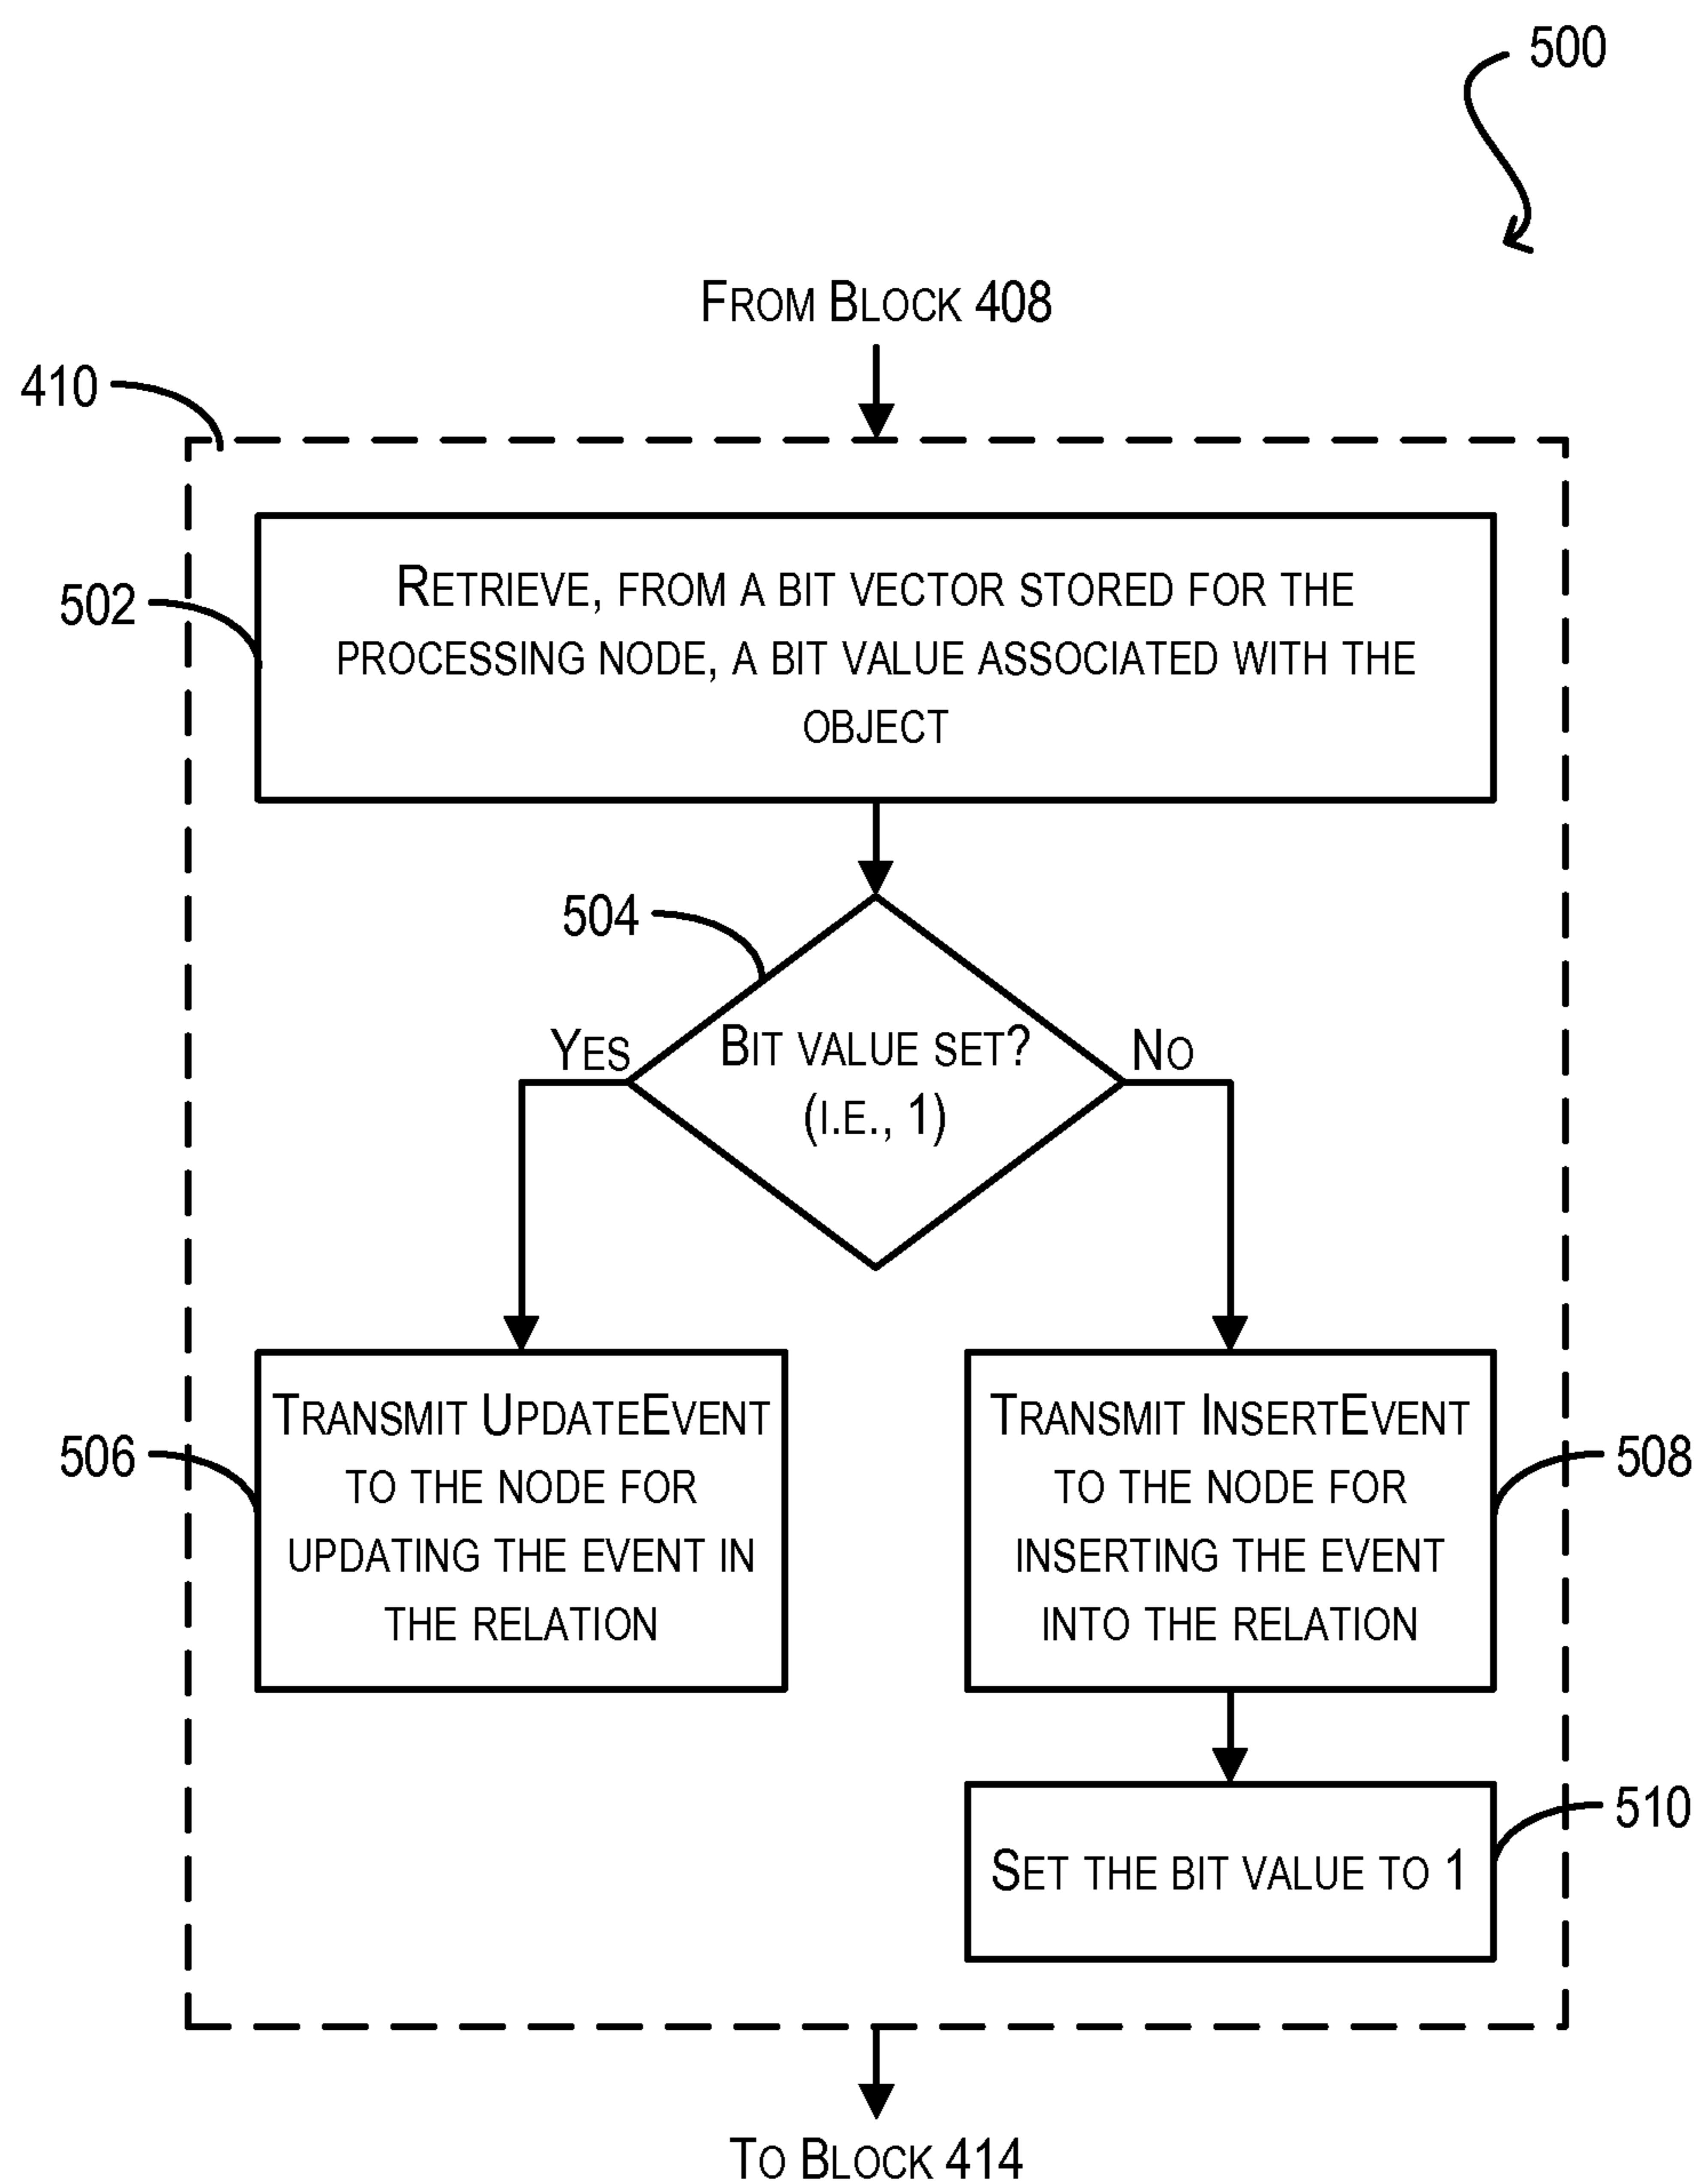 500
From Block 408
410
502
Retrieve, from a bit vector stored for the
processing node, a bit value associated with the
object
504
Yes
Bit value set?
(i.e., 1)
No
506
Transmit UpdateEvent
to the node for
updating the event in
the relation
Transmit InsertEvent
to the node for
inserting the event
into the relation
508
Set the bit value to 1
510
To Block 414